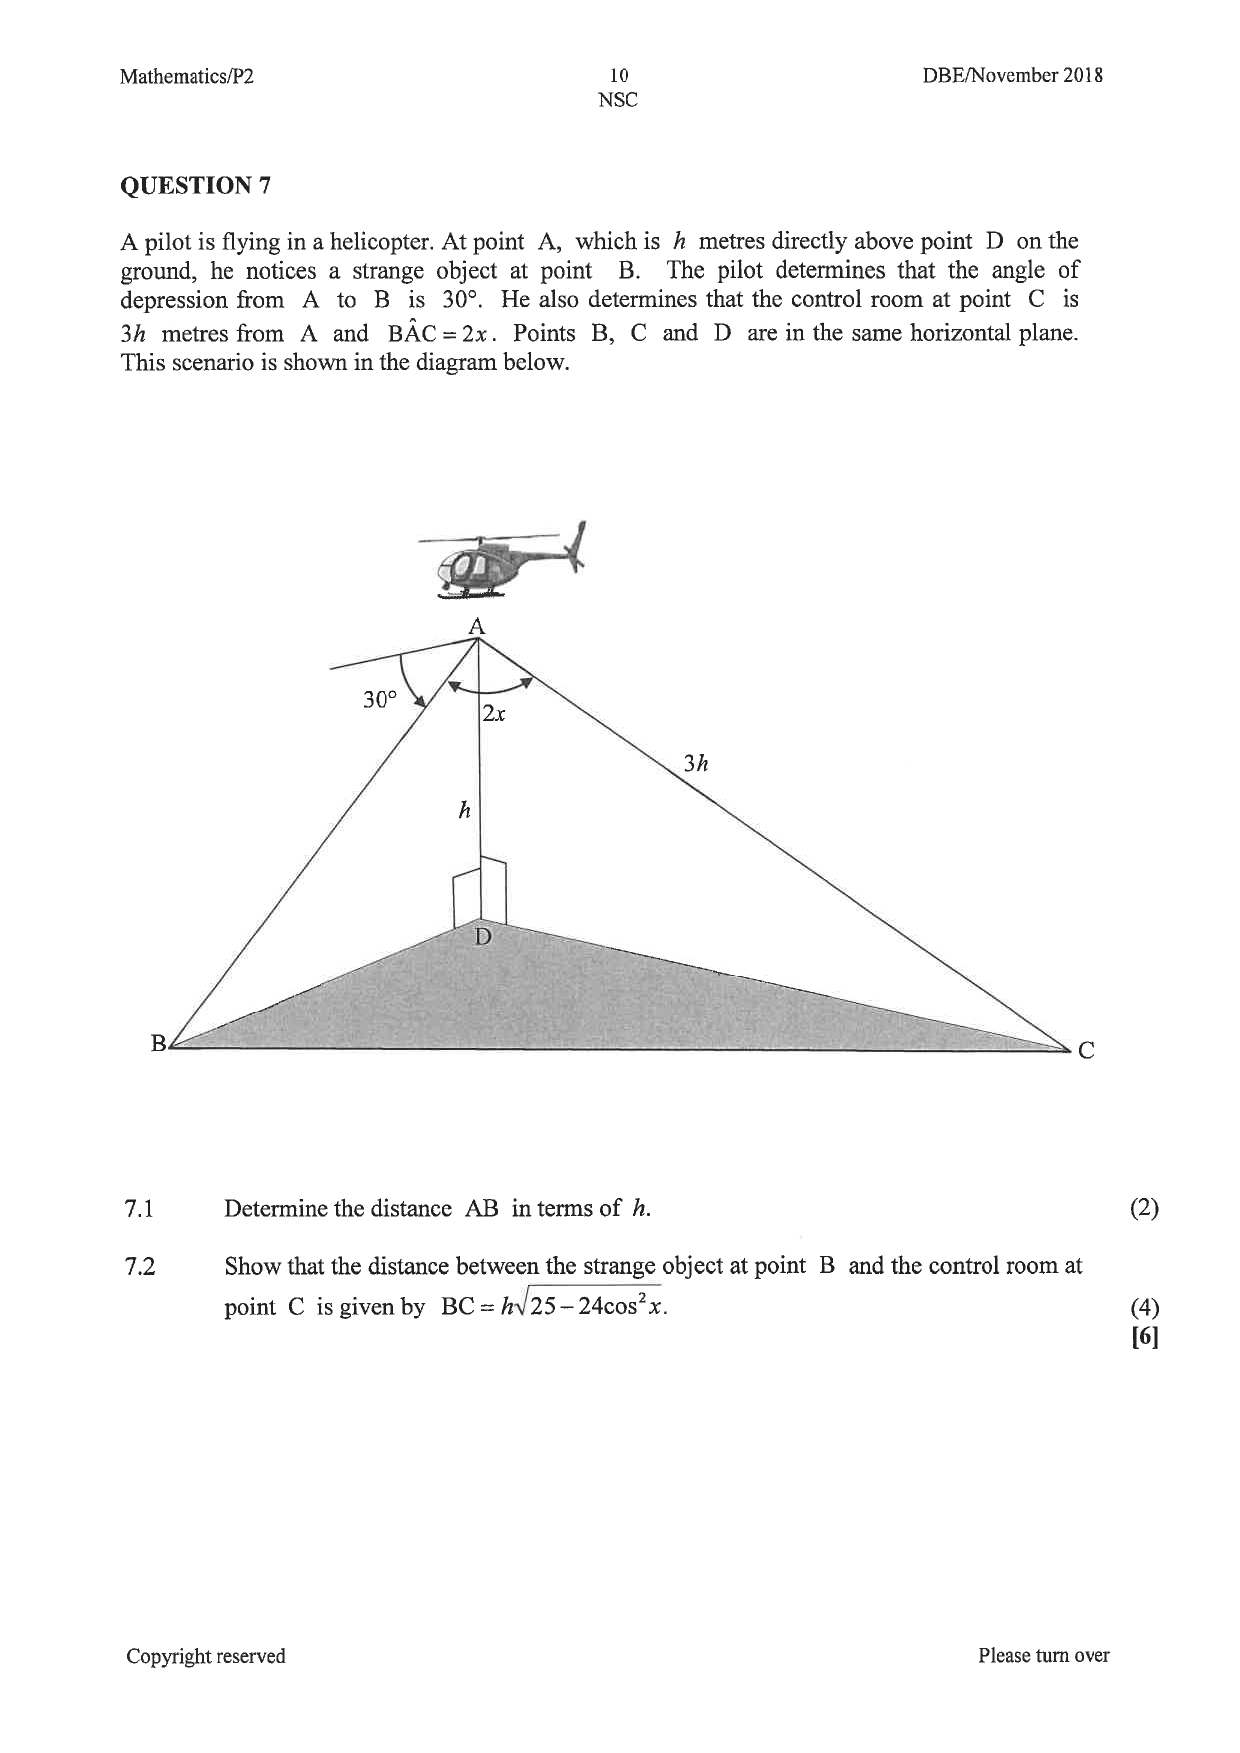 Mathematics/P2 10 DBE/November 2018
NSC
QUESTION 7
A pilot is flying in a helicopter. At point A, which is h metres directly above point D on the
ground, he notices a strange object at point B. The pilot determines that the angle of
depression from A to B is 30°. He also determines that the control room at point C is
3h metres from A and BÂC = 2x. Points B, C and D are in the same horizontal plane.
This scenario is shown in the diagram below.
A
30°
2x
3h
h
D
B
C
7.1 Determine the distance AB in terms of h. (2)
7.2 Show that the distance between the strange object at point B and the control room at
point C is given by BC = h√25 – 24cos²x. (4)
[6]
Copyright reserved Please turn over